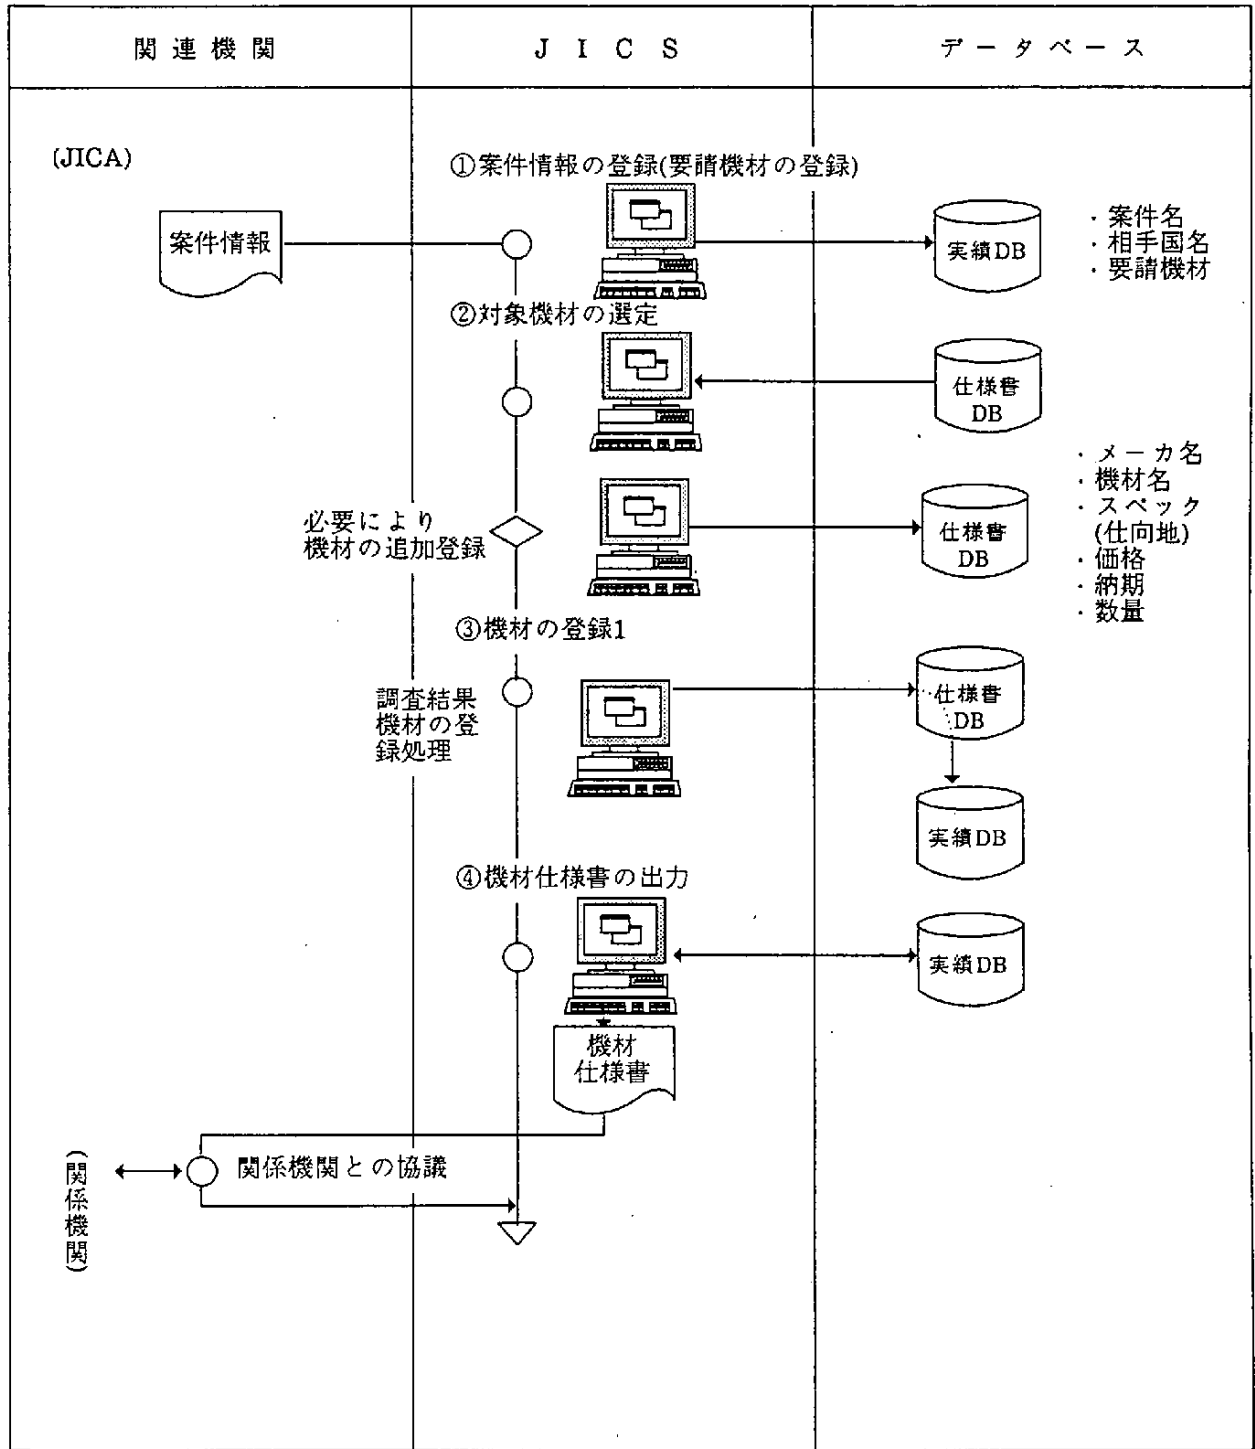 関連機関
JICS
データベース
(JICA)
①案件情報の登録(要請機材の登録)
案件情報
実績DB
・案件名
・相手国名
・要請機材
②対象機材の選定
仕様書
DB
・メーカ名
・機材名
・スペック
(仕向地)
・価格
・納期
・数量
必要により
機材の追加登録
仕様書
DB
③機材の登録1
調査結果
機材の登
録処理
仕様書
DB
実績DB
④機材仕様書の出力
実績DB
機材
仕様書
関係機関との協議
(関係機関)